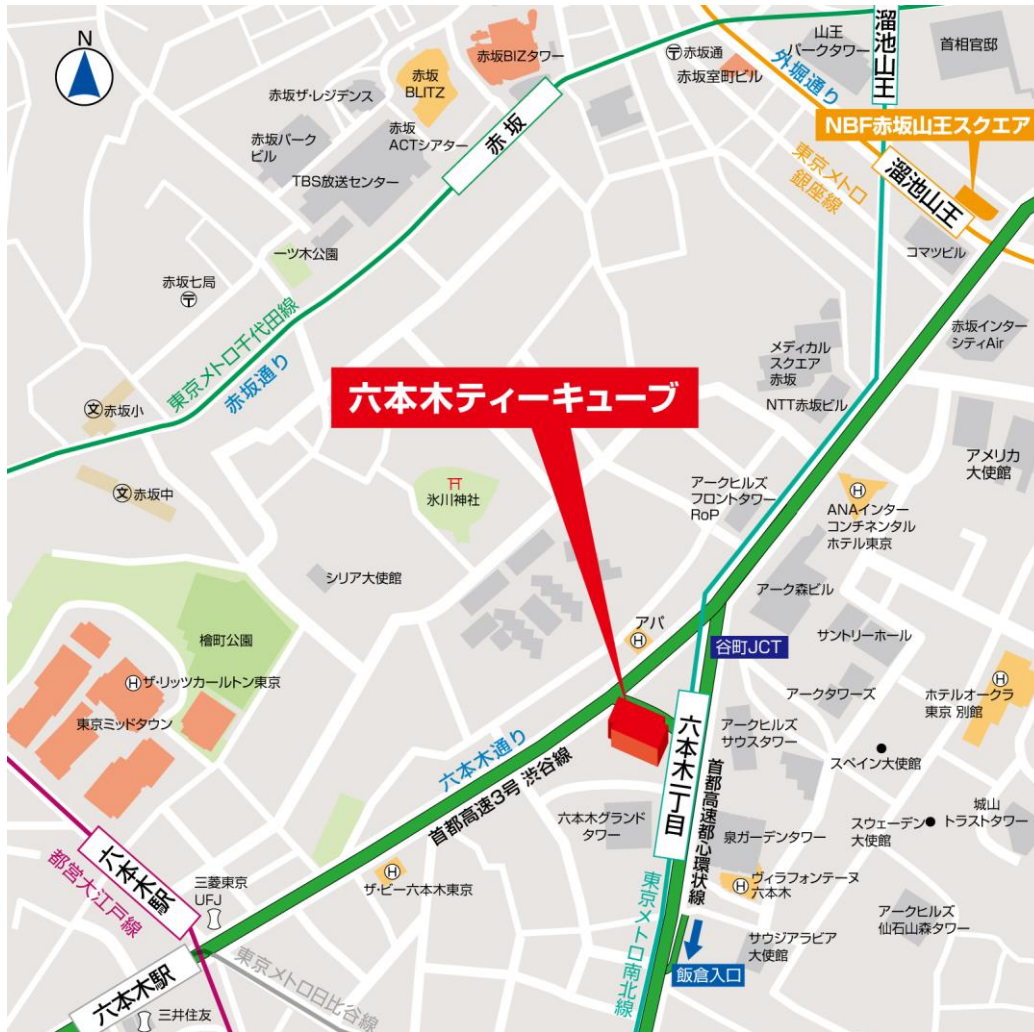 N
赤坂BIZタワー
赤坂
BLITZ
赤坂ザ・レジデンス
赤坂パーク
ビル
赤坂
ACTシアター
TBS放送センター
赤坂
〒赤坂通
赤坂室町ビル
外堀通り
山王
パークタワー
溜池山王
首相官邸
NBF赤坂山王スクエア
東京メトロ
銀座線
溜池山王
コマツビル
一ツ木公園
赤坂七局
〒
東京メトロ千代田線
赤坂通り
文赤坂小
文赤坂中
赤坂インター
シティAir
メディカル
スクエア
赤坂
NTT赤坂ビル
六本木ティーキューブ
アメリカ
大使館
氷川神社
アークヒルズ
フロントタワー
RoP
H
ANAインター
コンチネンタル
ホテル東京
シリア大使館
アーク森ビル
檜町公園
アパ
H
谷町JCT
サントリーホール
Hザ・リッツカールトン東京
東京ミッドタウン
アークタワーズ
H
ホテルオークラ
東京 別館
六本木通り
首都高速3号 渋谷線
六本木一丁目
アークヒルズ
サウスタワー
スペイン大使館
首都高速都心環状線
六本木グランド
タワー
泉ガーデンタワー
スウェーデン
大使館
城山
トラストタワー
六本木駅
都営大江戸線
三菱東京
UFJ
H
ザ・ビー六本木東京
H
ヴィラフォンテーヌ
六本木
アークヒルズ
仙石山森タワー
東京メトロ南北線
サウジアラビア
大使館
飯倉入口
東京メトロ日比谷線
六本木駅
三井住友